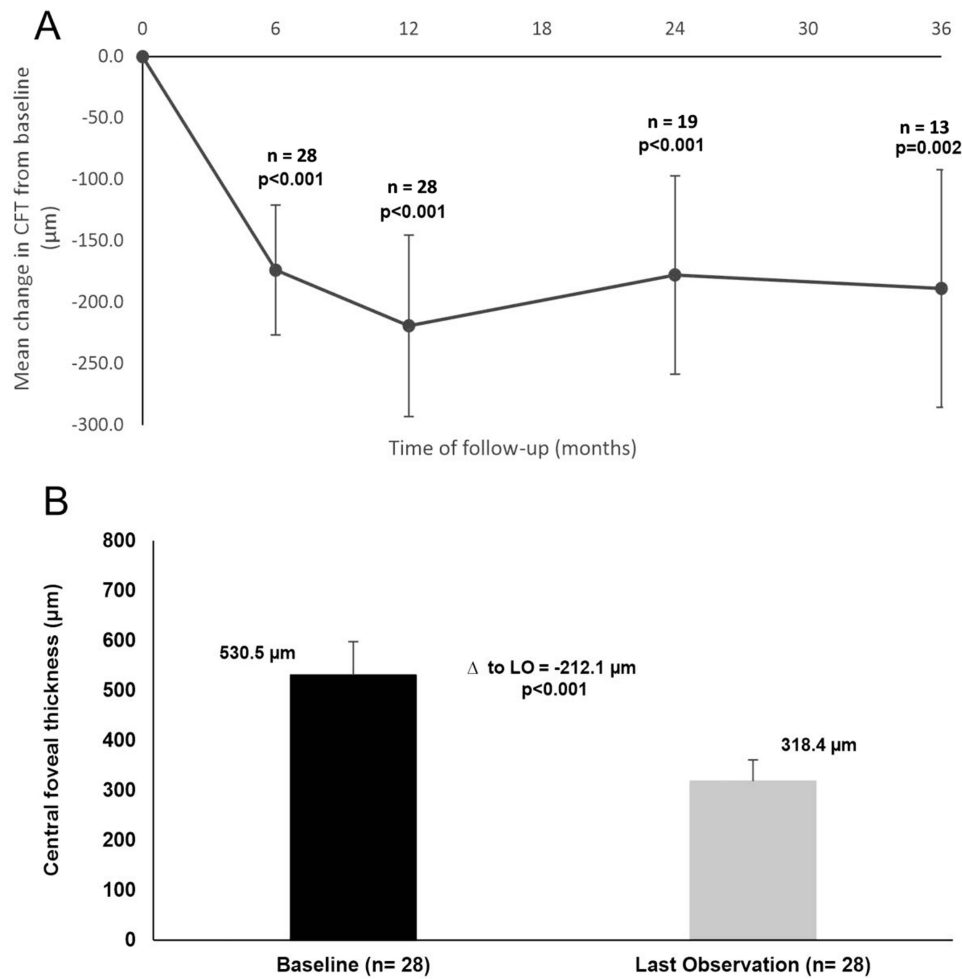 A
0 6 12 18 24 30 36
0.0
-50.0
-100.0
-150.0
-200.0
-250.0
-300.0
Mean change in CFT from baseline
(µm)
n = 28
p<0.001
n = 28
p<0.001
n = 19
p<0.001
n = 13
p=0.002
Time of follow-up (months)
B
Central foveal thickness (µm)
800
700
600
500
400
300
200
100
0
530.5 µm
Δ to LO = -212.1 µm
p<0.001
318.4 µm
Baseline (n= 28) Last Observation (n= 28)